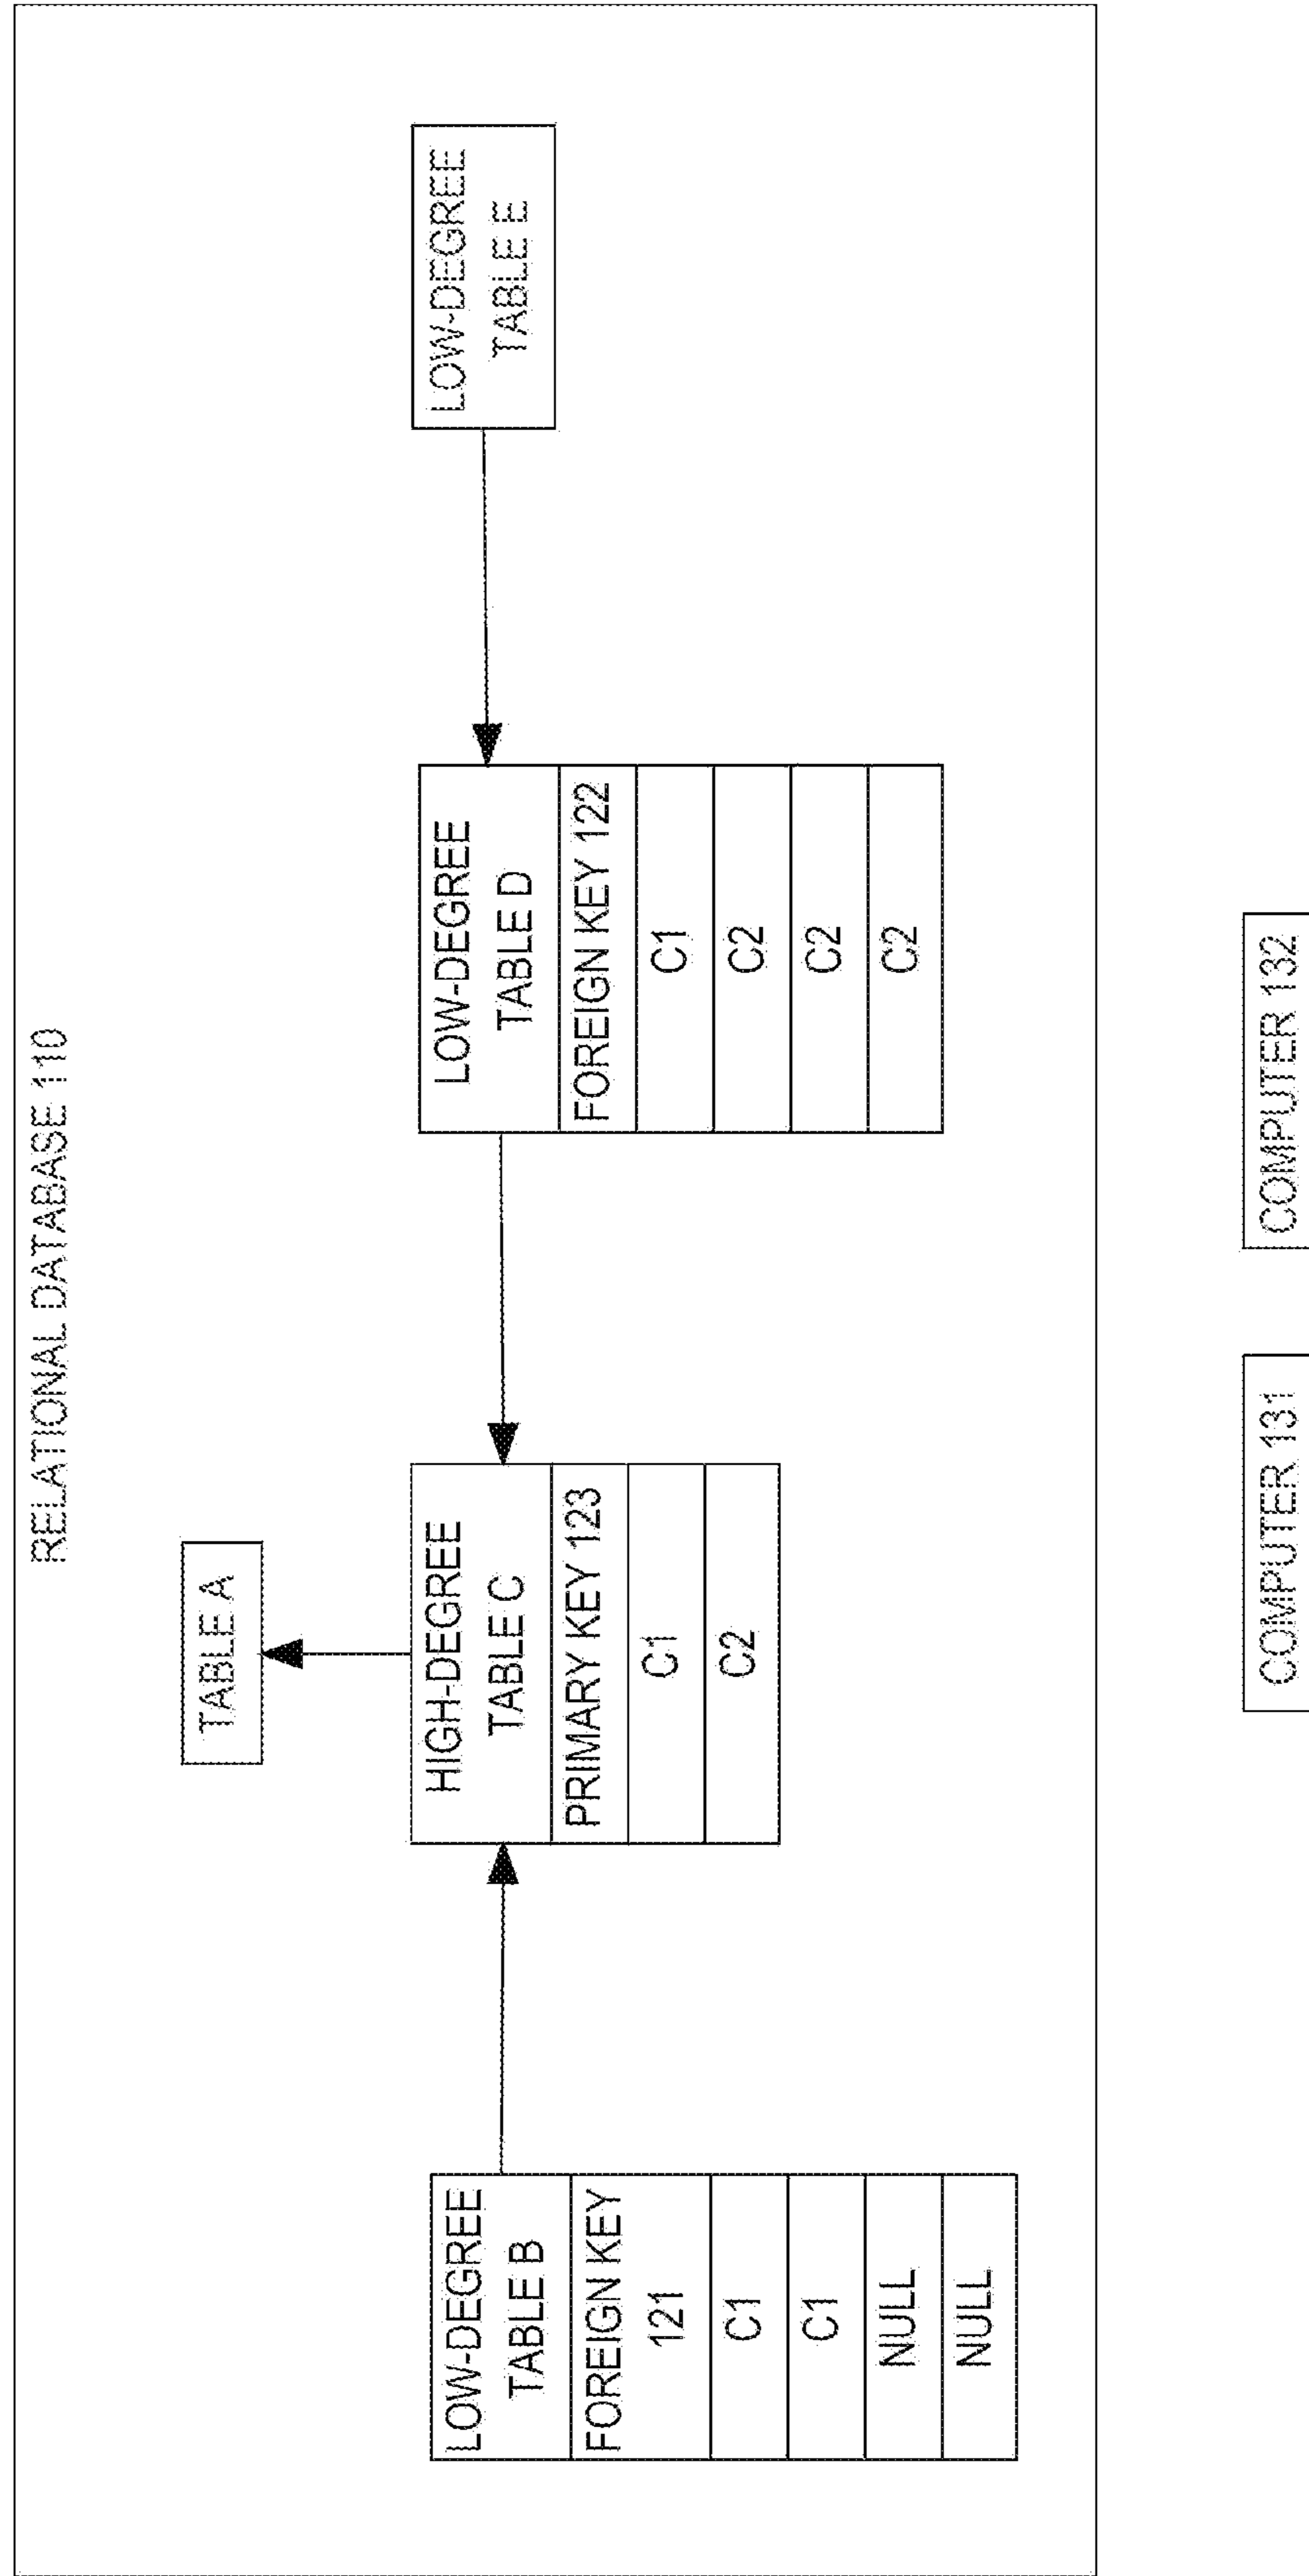 RELATIONAL DATABASE 110
TABLE A
LOW-DEGREE
TABLE B
FOREIGN KEY
121
C1
C1
NULL
NULL
HIGH-DEGREE
TABLE C
PRIMARY KEY 123
C1
C2
LOW-DEGREE
TABLE D
FOREIGN KEY 122
C1
C2
C2
C2
LOW-DEGREE
TABLE E
COMPUTER 131
COMPUTER 132